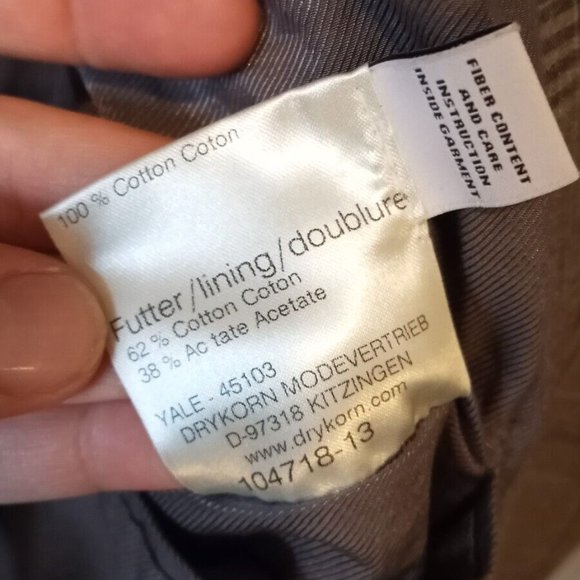 100 % Cotton Coton
Futter/lining/doublure
62 % Cotton Coton
38 % Ac tate Acetate
YALE - 45103
DRYKORN MODEVERTRIEB
D-97318 KITZINGEN
www.drykorn.com
104718-13
FIBER CONTENT
AND CARE
INSTRUCTION
INSIDE GARMENT